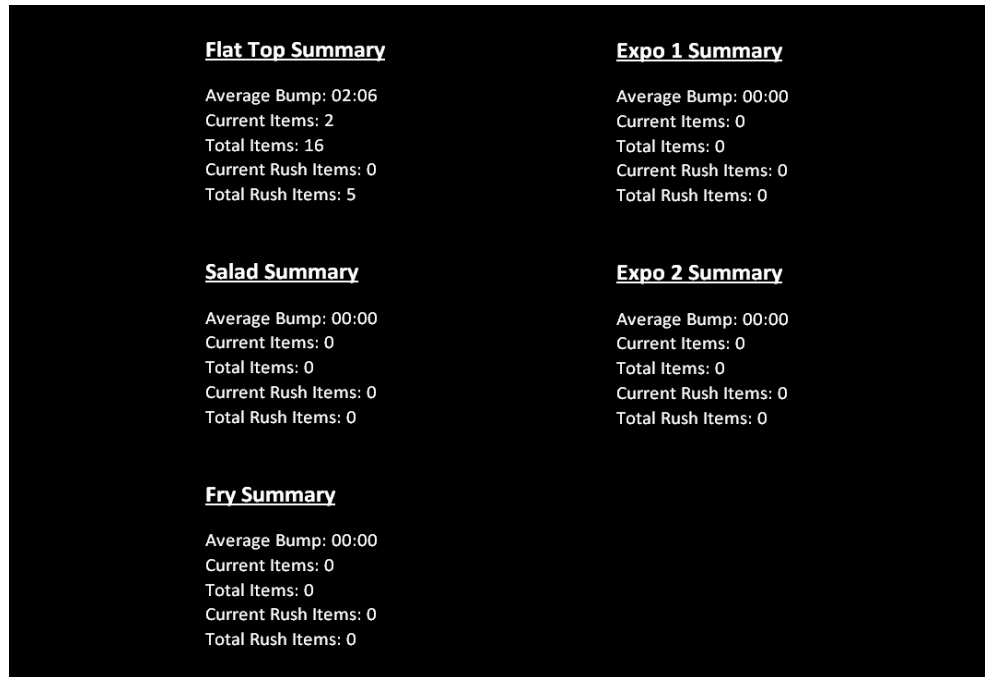 Flat Top Summary
Average Bump: 02:06
Current Items: 2
Total Items: 16
Current Rush Items: 0
Total Rush Items: 5
Salad Summary
Average Bump: 00:00
Current Items: 0
Total Items: 0
Current Rush Items: 0
Total Rush Items: 0
Fry Summary
Average Bump: 00:00
Current Items: 0
Total Items: 0
Current Rush Items: 0
Total Rush Items: 0
Expo 1 Summary
Average Bump: 00:00
Current Items: 0
Total Items: 0
Current Rush Items: 0
Total Rush Items: 0
Expo 2 Summary
Average Bump: 00:00
Current Items: 0
Total Items: 0
Current Rush Items: 0
Total Rush Items: 0